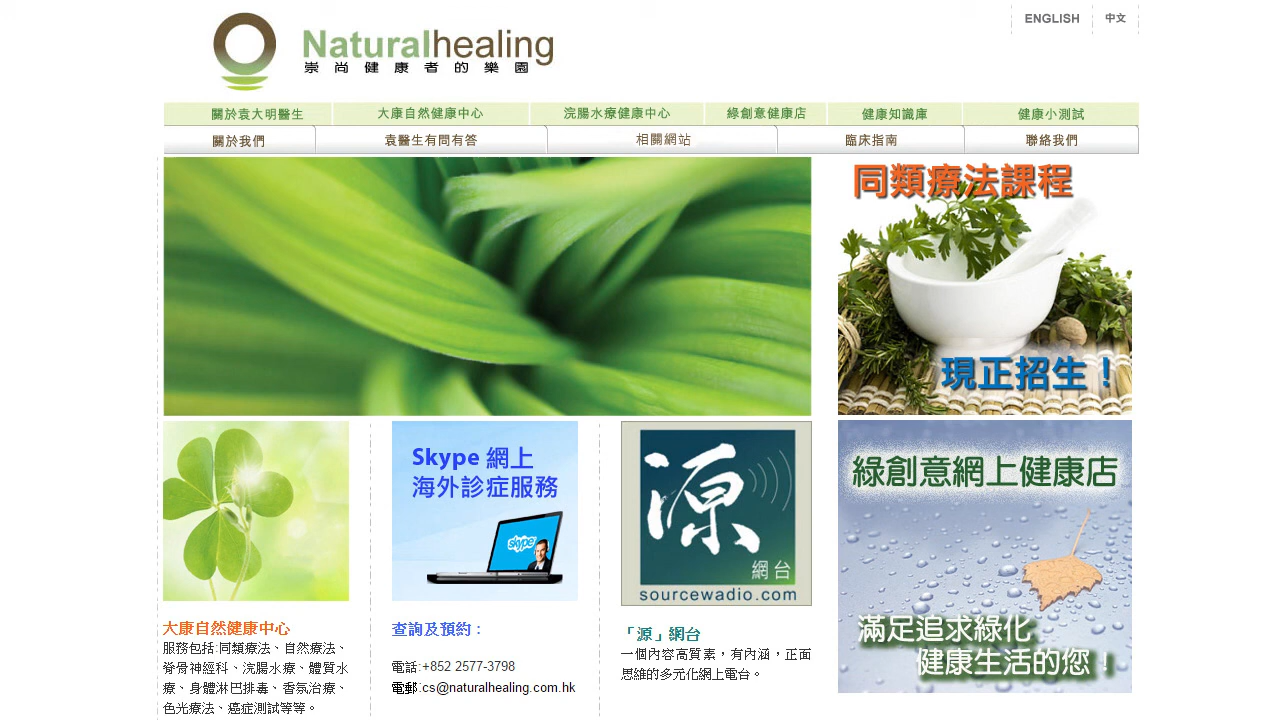 ENGLISH 中文
Naturalhealing
崇尚健康者的樂園
關於袁大明醫生 大康自然健康中心 浣腸水療健康中心 綠創意健康店 健康知識庫 健康小測試
關於我們 袁醫生有問有答 相關網站 臨床指南 聯絡我們
同類療法課程
現正招生！
Skype 網上
海外診症服務
skype
源
網台
sourcewadio.com
綠創意網上健康店
滿足追求綠化
健康生活的您！
大康自然健康中心
服務包括:同類療法、自然療法、
脊骨神經科、浣腸水療、體質水
療、身體淋巴排毒、香氛治療、
色光療法、癌症測試等等。
查詢及預約：
電話:+852 2577-3798
電郵:cs@naturalhealing.com.hk
「源」網台
一個內容高質素，有內涵，正面
思維的多元化網上電台。